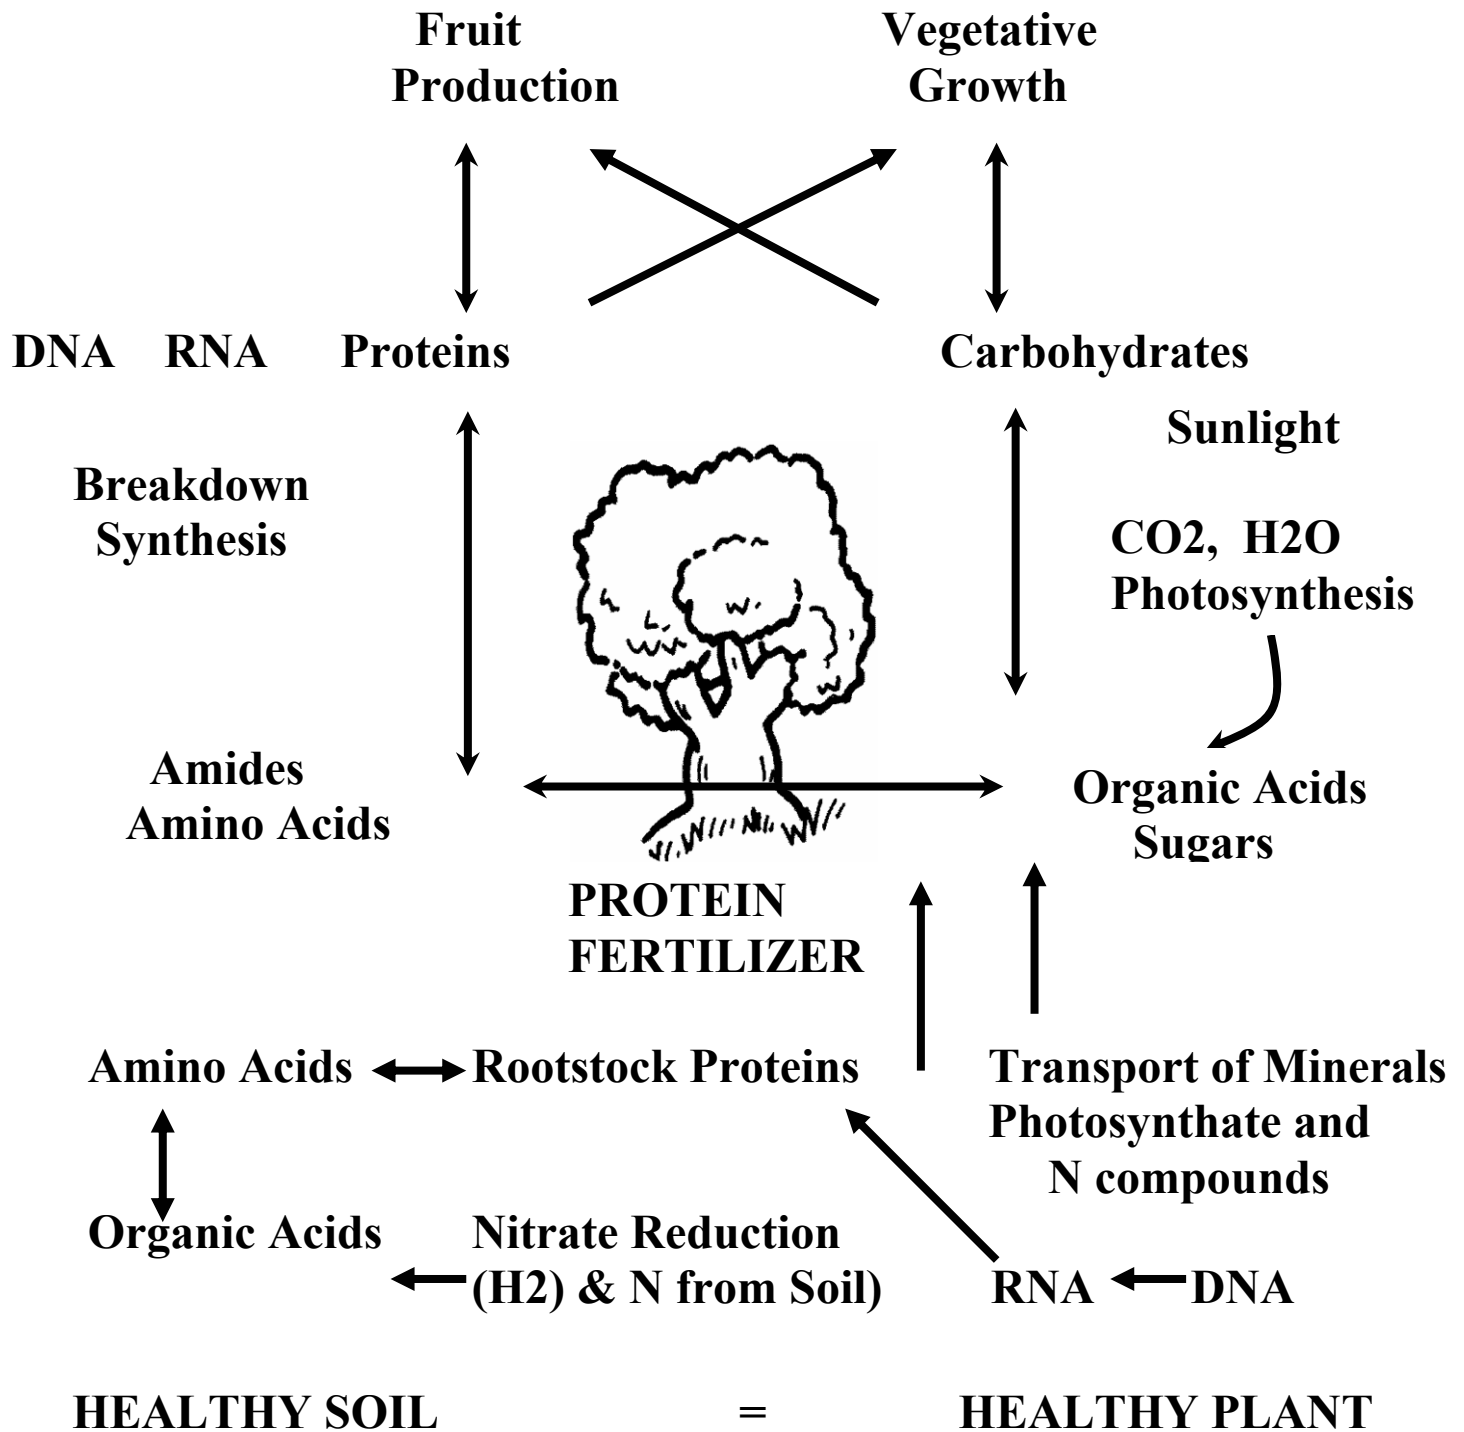 Fruit
Production
Vegetative
Growth
DNA RNA Proteins
Carbohydrates
Sunlight
Breakdown
Synthesis
CO2, H2O
Photosynthesis
Amides
Amino Acids
Organic Acids
Sugars
PROTEIN
FERTILIZER
Amino Acids
Rootstock Proteins
Transport of Minerals
Photosynthate and
N compounds
Organic Acids
Nitrate Reduction
(H2) & N from Soil)
RNA
DNA
HEALTHY SOIL = HEALTHY PLANT